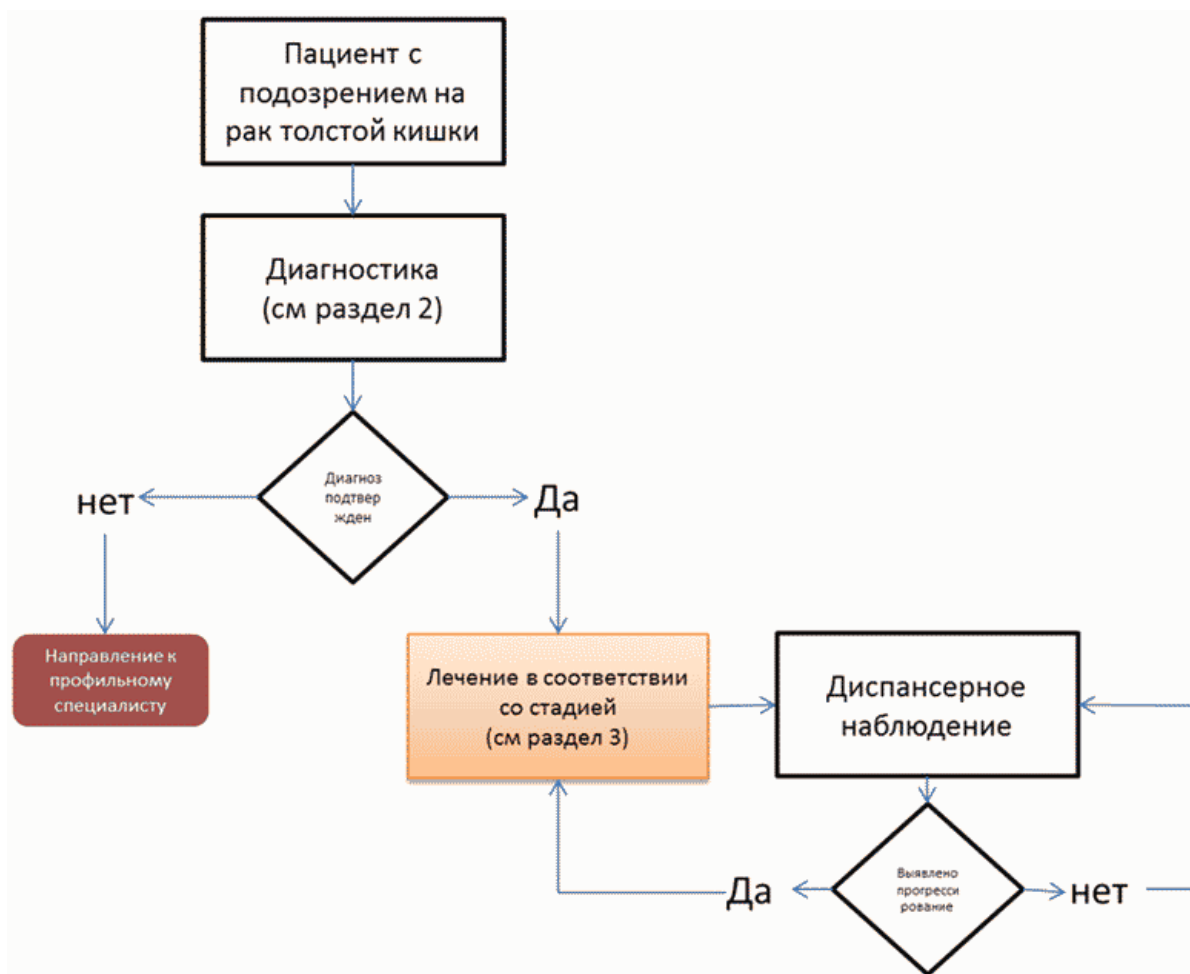 Пациент с
подозрением на
рак толстой кишки
Диагностика
(см раздел 2)
Диагноз
подтвер
жден
нет
Да
Направление к
профильному
специалисту
Лечение в соответствии
со стадией
(см раздел 3)
Диспансерное
наблюдение
Выявлено
прогресси
рование
Да
нет